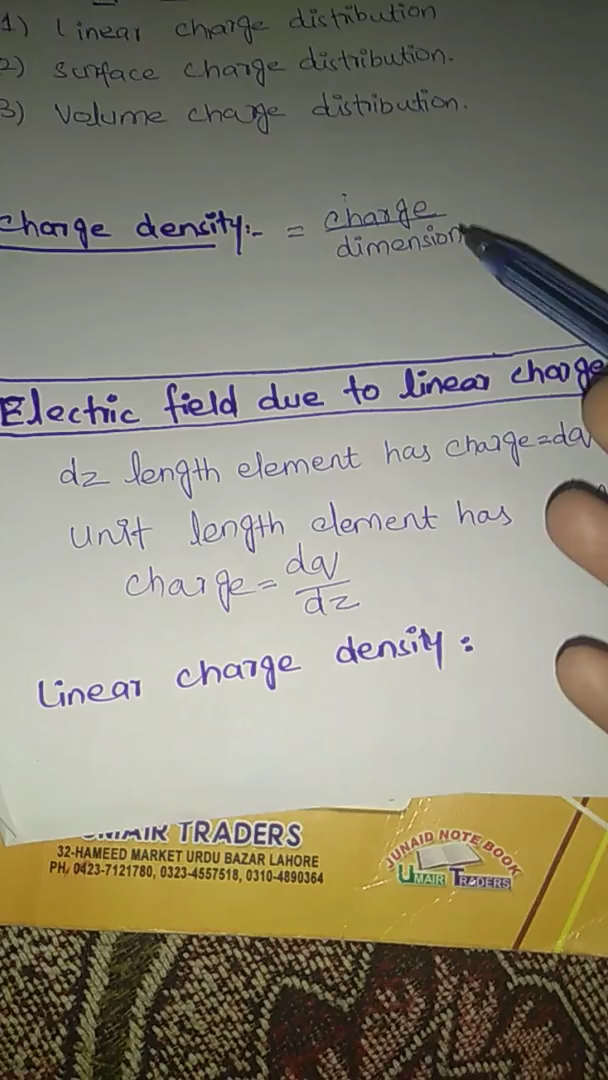 1) Linear charge distribution
2) surface charge distribution.
3) Volume charge distribution.
charge density:- = charge
dimension
Electric field due to linear charge
dz length element has charge=dq
unit length element has
charge= dq
dz
Linear charge density:
UMAIR TRADERS
32-HAMEED MARKET URDU BAZAR LAHORE
PH, 0423-7121780, 0323-4557518, 0310-4890364
JUNAID NOTE BOOK
UMAIR TRADERS